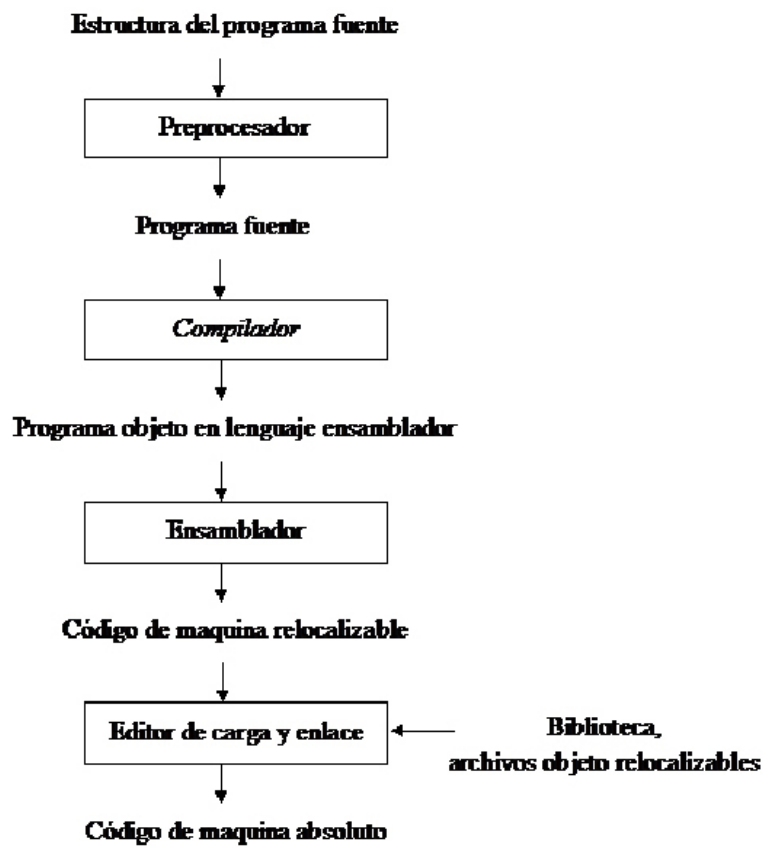 Estructura del programa fuente
Preprocesador
Programa fuente
Compilador
Programa objeto en lenguaje ensamblador
Ensamblador
Código de maquina relocalizable
Editor de carga y enlace
Biblioteca,
archivos objeto relocalizables
Código de maquina absoluto